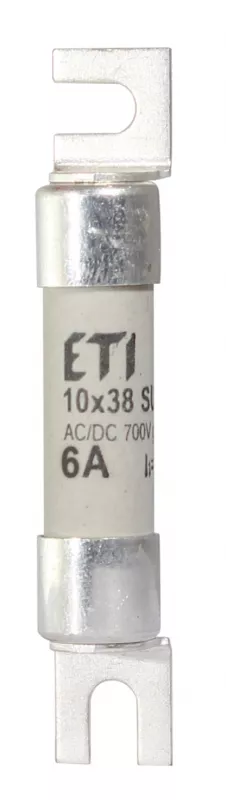 ETI
10x38
AC/DC 700V
6A